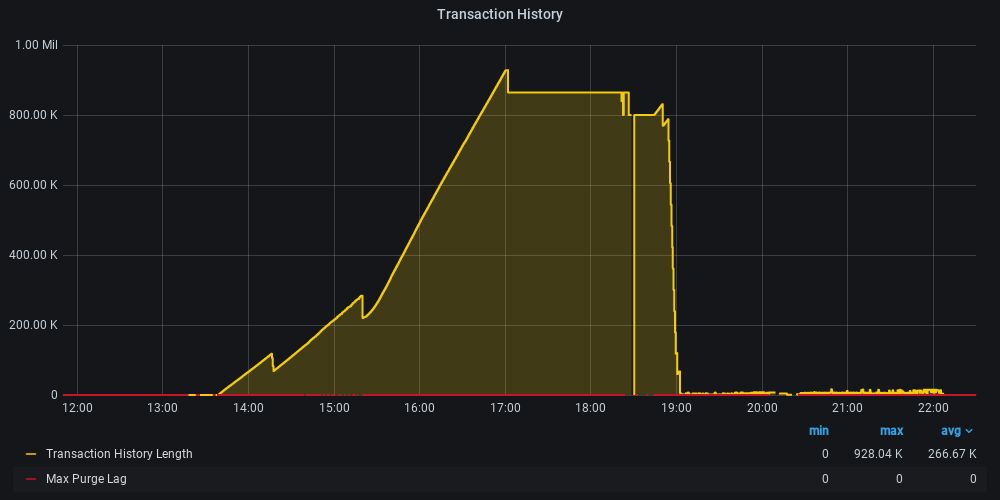 Transaction History
1.00 Mil
800.00 K
600.00 K
400.00 K
200.00 K
0
12:00 13:00 14:00 15:00 16:00 17:00 18:00 19:00 20:00 21:00 22:00
min max avg
Transaction History Length 0 928.04 K 266.67 K
Max Purge Lag 0 0 0